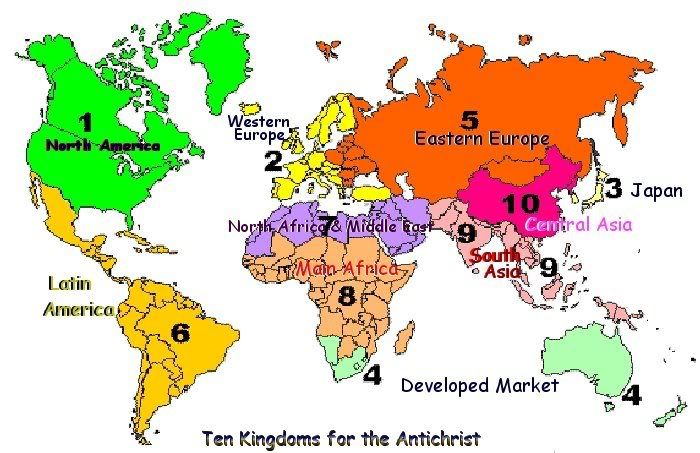 1
North America
Western
Europe
2
5
Eastern Europe
3 Japan
10
Central Asia
7
North Africa & Middle East
9
South
Asia
9
Main Africa
8
Latin
America
6
4
Developed Market
4
Ten Kingdoms for the Antichrist